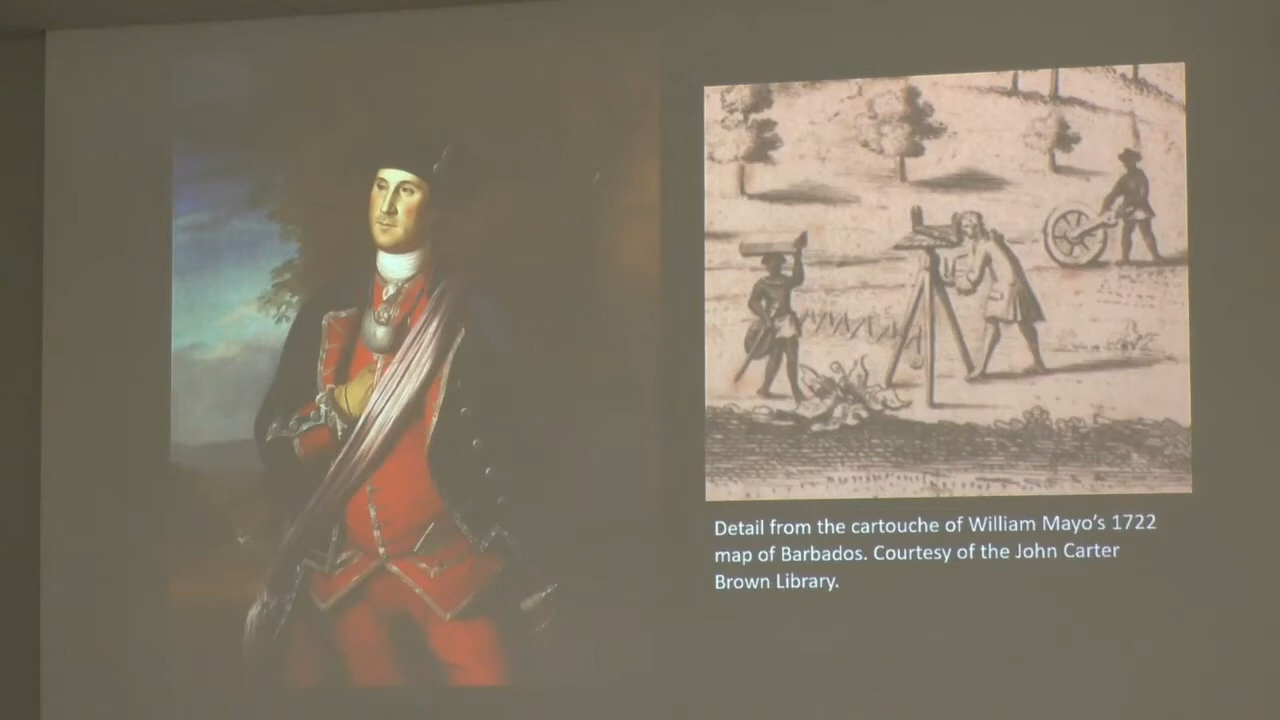 Detail from the cartouche of William Mayo's 1722
map of Barbados. Courtesy of the John Carter
Brown Library.